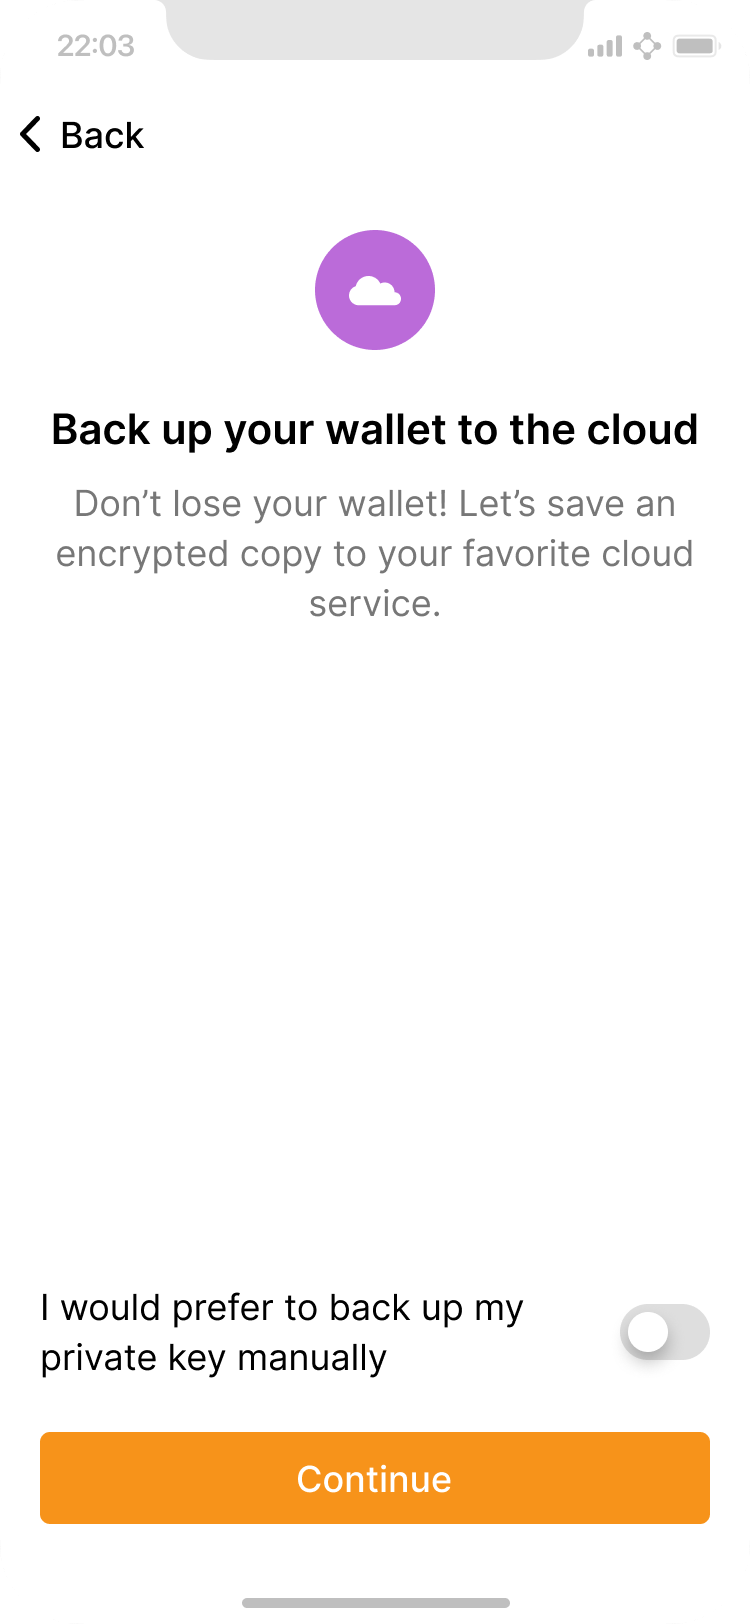 22:03
Back
Back up your wallet to the cloud
Don’t lose your wallet! Let’s save an
encrypted copy to your favorite cloud
service.
I would prefer to back up my
private key manually
Continue